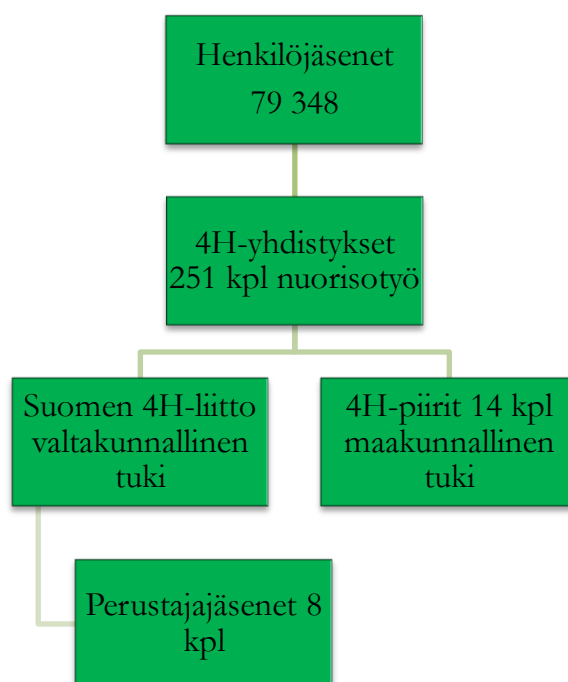 Henkilöjäsenet
79 348
4H-yhdistykset
251 kpl nuorisotyö
Suomen 4H-liitto
valtakunnallinen
tuki
4H-piirit 14 kpl
maakunnallinen
tuki
Perustajajäsenet 8
kpl